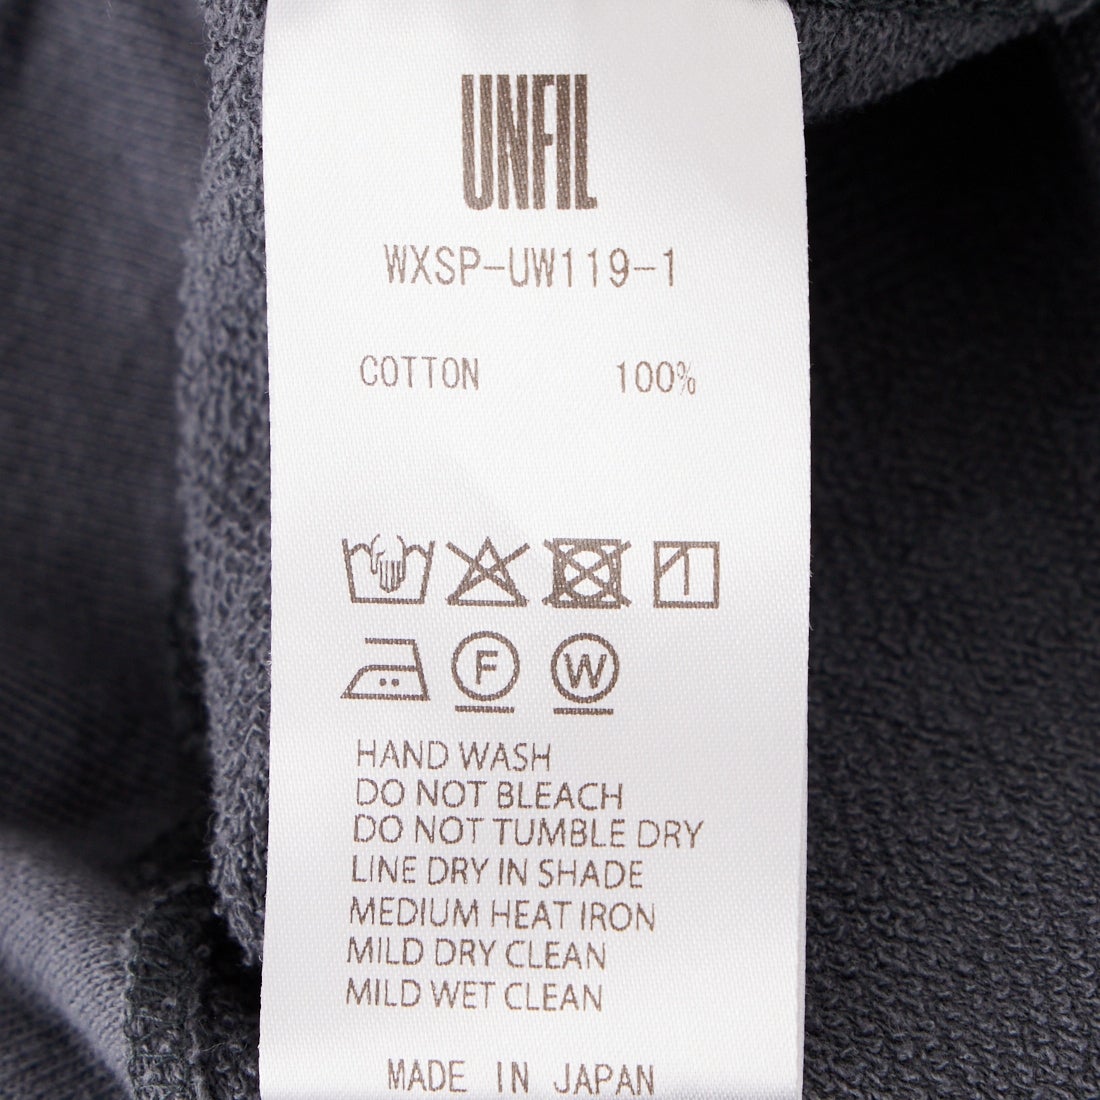 UNFIL
WXSP-UW119-1
COTTON 100%
F W
HAND WASH
DO NOT BLEACH
DO NOT TUMBLE DRY
LINE DRY IN SHADE
MEDIUM HEAT IRON
MILD DRY CLEAN
MILD WET CLEAN
MADE IN JAPAN